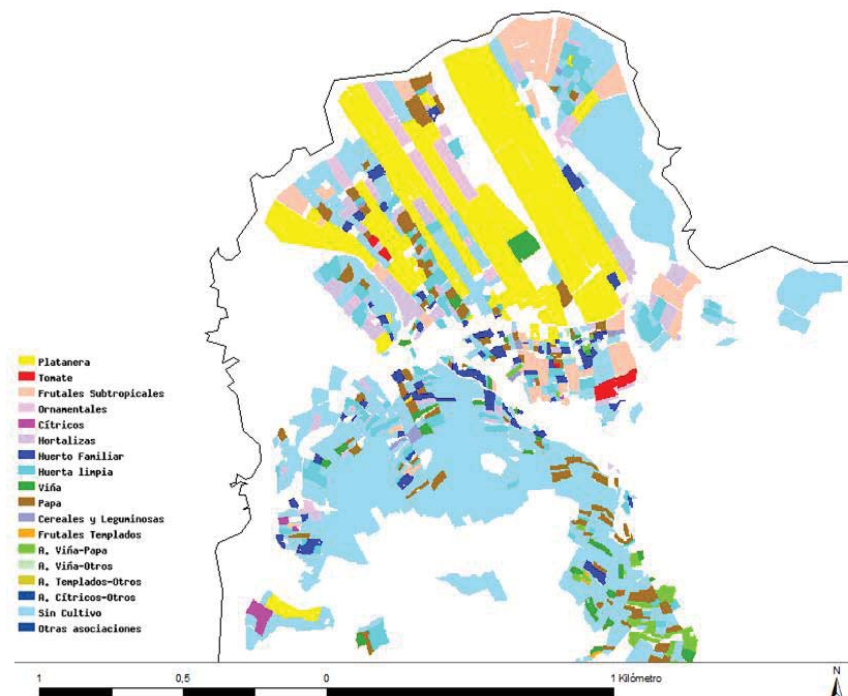 Platanera
Tomate
Frutales Subtropicales
Ornamentales
Cítricos
Hortalizas
Huerto Familiar
Huerta limpia
Viña
Papa
Cereales y Leguminosas
Frutales Templados
A. Viña-Papa
A. Viña-Otros
A. Templados-Otros
A. Cítricos-Otros
Sin Cultivo
Otras asociaciones
1 0,5 0 1 Kilómetro
N